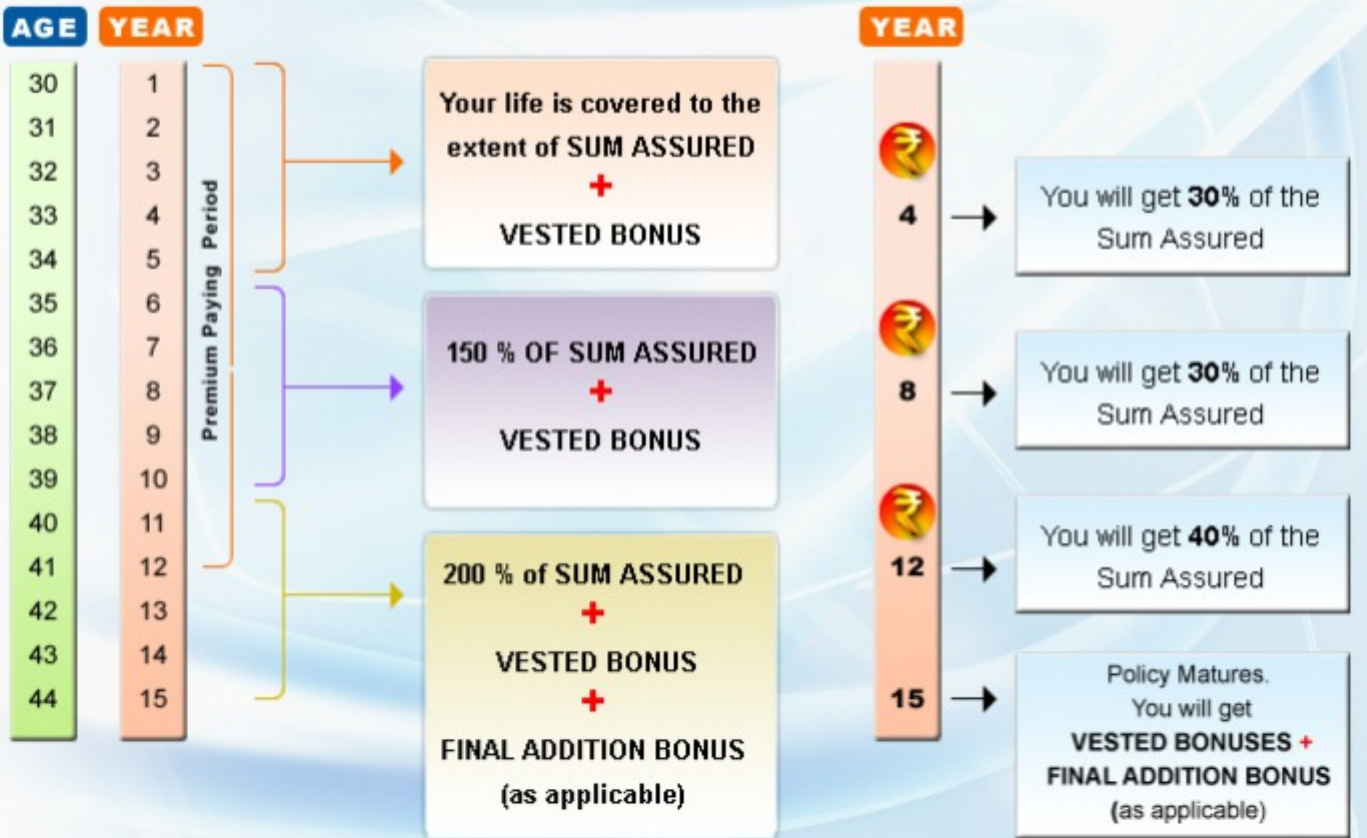 AGE
YEAR
30
31
32
33
34
35
36
37
38
39
40
41
42
43
44
1
2
3
4
5
6
7
8
9
10
11
12
13
14
15
Premium Paying Period
Your life is covered to the
extent of SUM ASSURED
+
VESTED BONUS
150 % OF SUM ASSURED
+
VESTED BONUS
200 % of SUM ASSURED
+
VESTED BONUS
+
FINAL ADDITION BONUS
(as applicable)
YEAR
₹
4
₹
8
₹
12
15
You will get 30% of the
Sum Assured
You will get 30% of the
Sum Assured
You will get 40% of the
Sum Assured
Policy Matures.
You will get
VESTED BONUSES +
FINAL ADDITION BONUS
(as applicable)